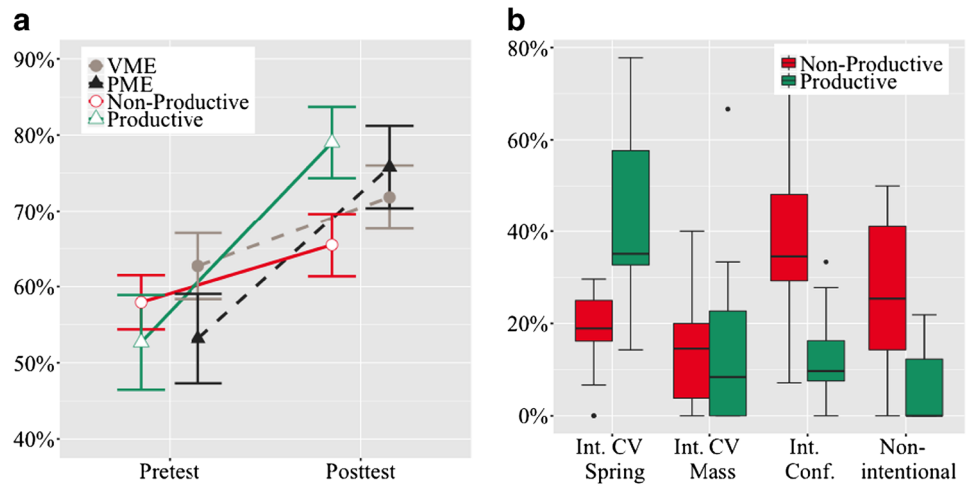 a
90%
80%
70%
60%
50%
40%
VME
PME
Non-Productive
Productive
Pretest
Posttest
b
80%
60%
40%
20%
0%
Non-Productive
Productive
Int. CV
Spring
Int. CV
Mass
Int.
Conf.
Non-
intentional